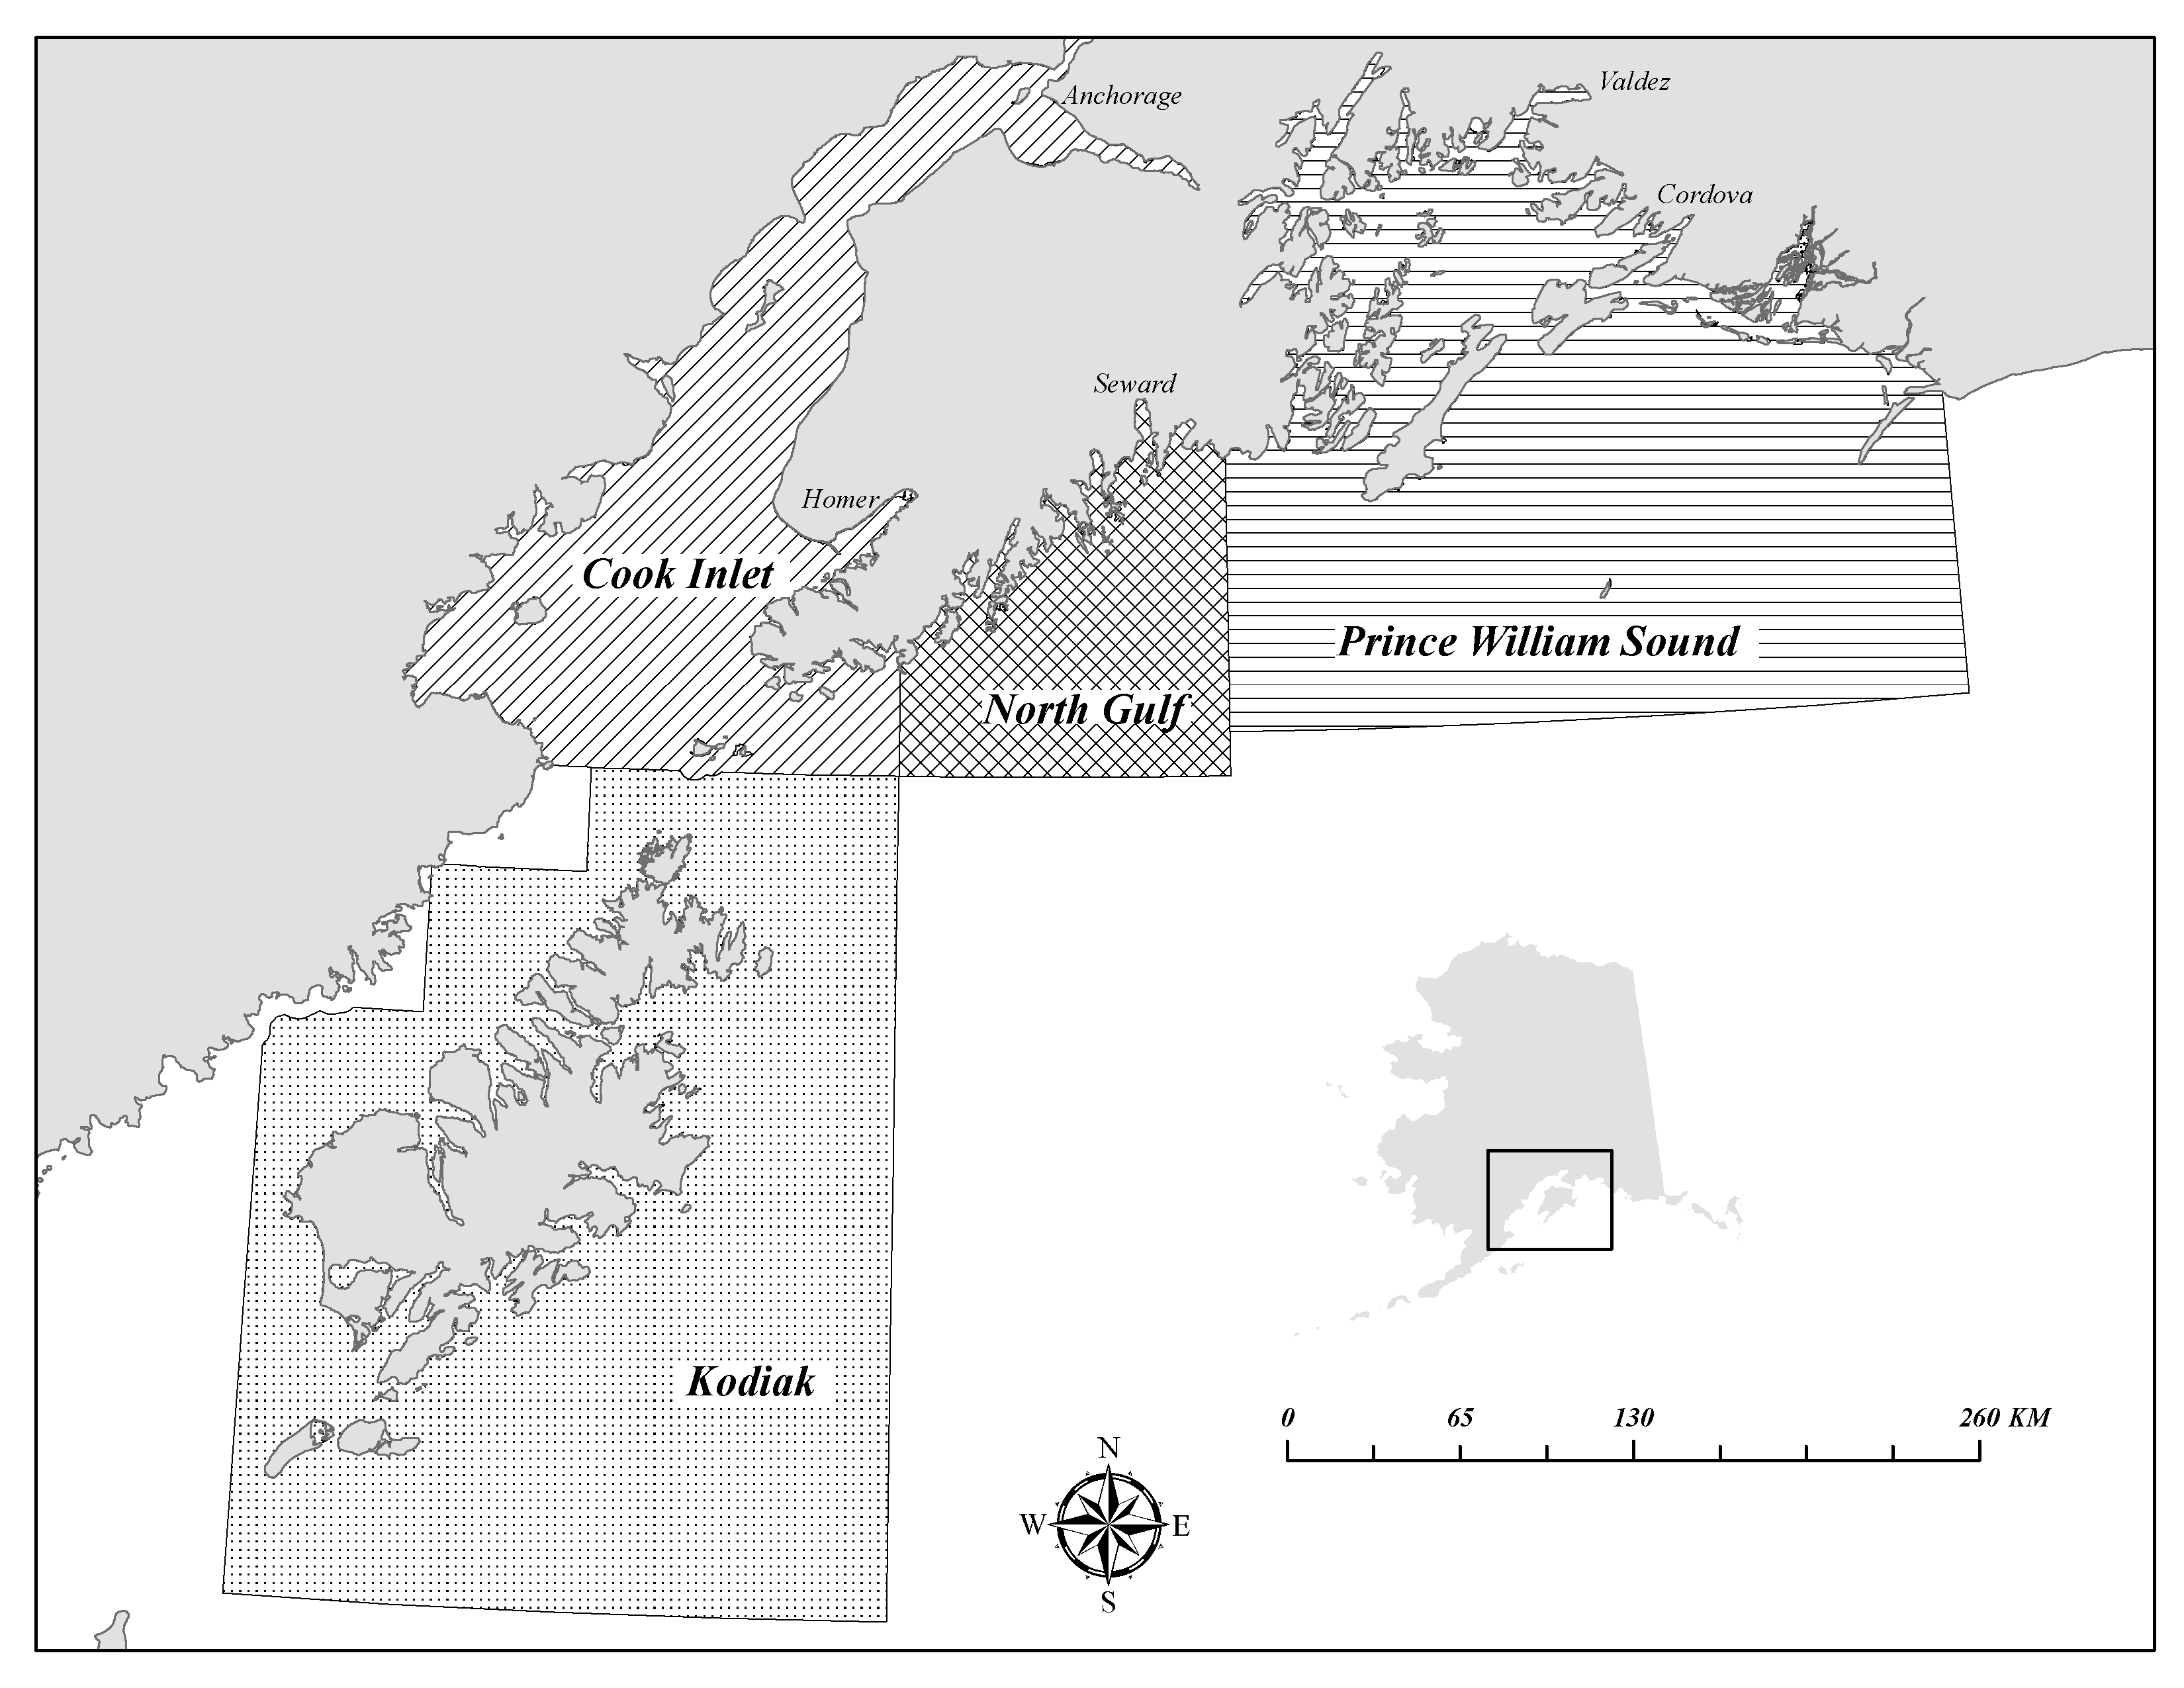 Valdez
Anchorage
Cordova
Seward
Homer
Cook Inlet
Prince William Sound
North Gulf
Kodiak
0 65 130 260 KM
N
W E
S